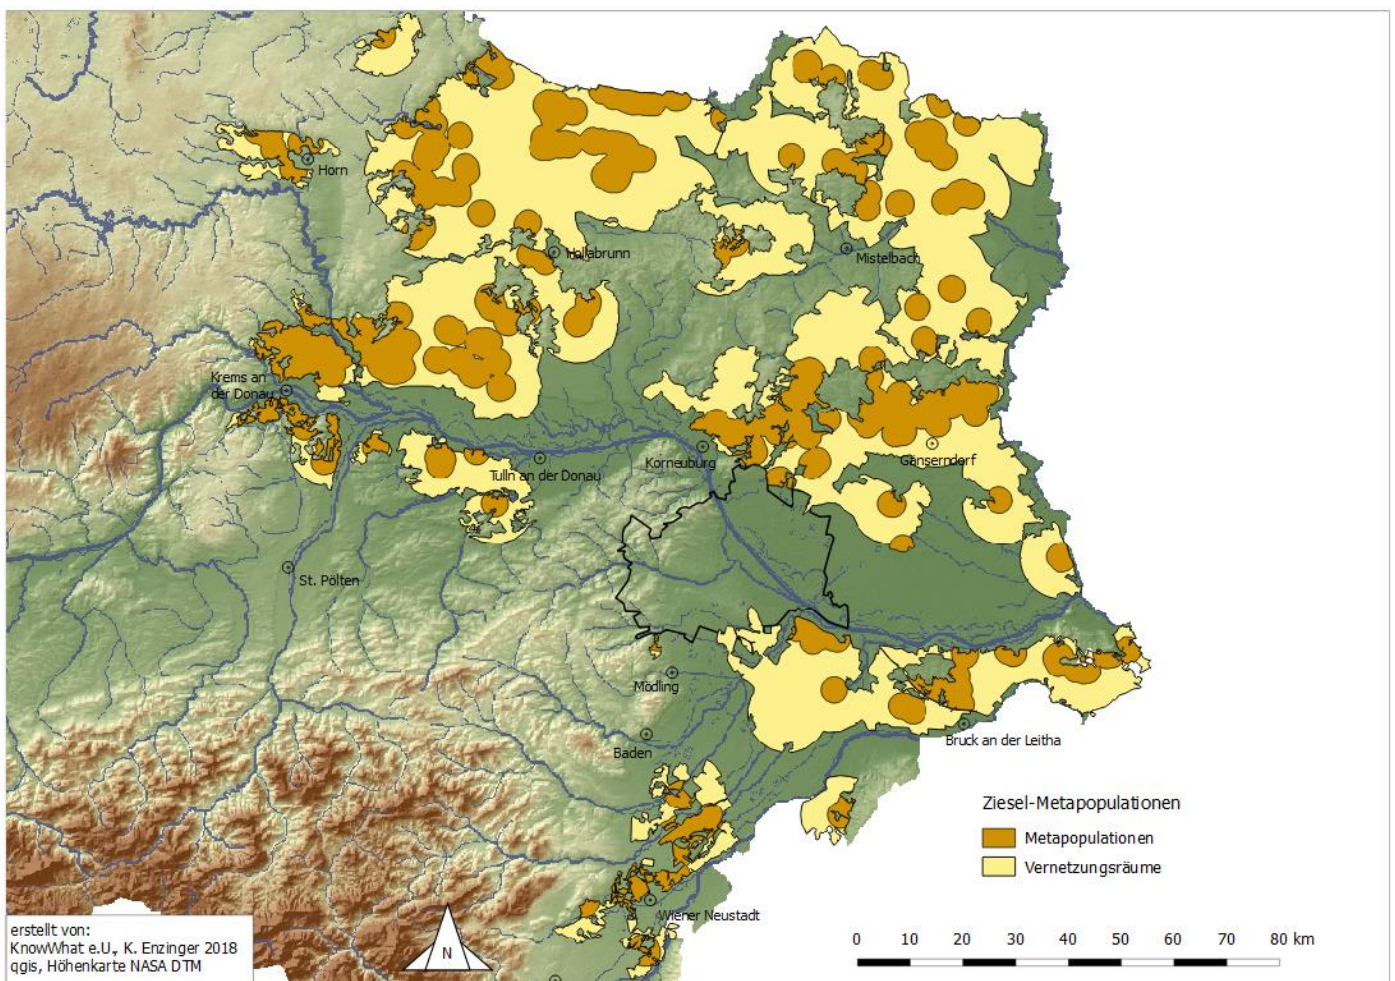 Horn
Hollabrunn
Mistelbach
Krems an
der Donau
Korneuburg
Gänserndorf
Tulln an der Donau
St. Pölten
Mödling
Baden
Bruck an der Leitha
Wiener Neustadt
Ziesel-Metapopulationen
Metapopulationen
Vernetzungsräume
erstellt von:
KnowWhat e.U., K. Enzinger 2018
qgis, Höhenkarte NASA DTM
N
0 10 20 30 40 50 60 70 80 km